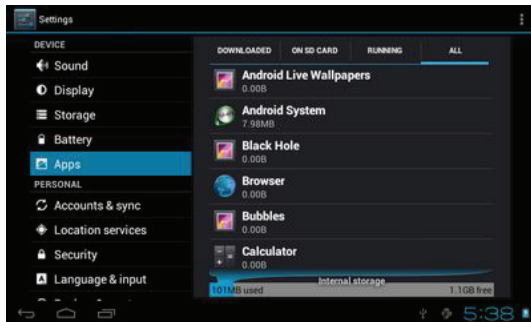 Settings
DEVICE
Sound
Display
Storage
Battery
Apps
PERSONAL
Accounts & sync
Location services
Security
Language & input
DOWNLOADED ON SD CARD RUNNING ALL
Android Live Wallpapers
0.00B
Android System
7.98MB
Black Hole
0.00B
Browser
0.00B
Bubbles
0.00B
Calculator
0.00B
Internal storage
101MB used 1.1GB free
5:38